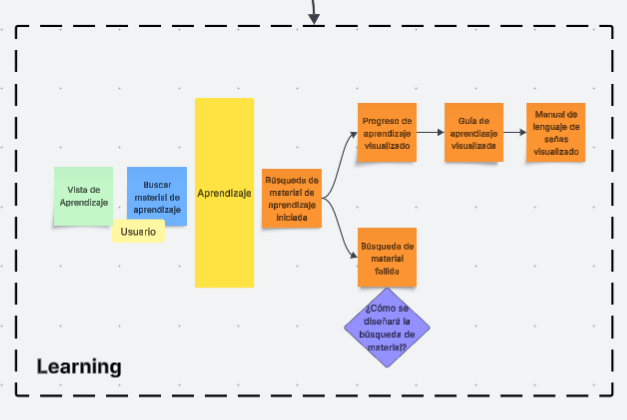 Vista de
Aprendizaje
Buscar
material de
aprendizaje
Usuario
Aprendizaje
Búsqueda de
material de
aprendizaje
iniciada
Progreso de
aprendizaje
visualizado
Guía de
aprendizaje
visualizada
Manual de
lenguaje de
señas
visualizado
Búsqueda de
material
fallida
¿Cómo se
diseñará la
búsqueda de
material?
Learning